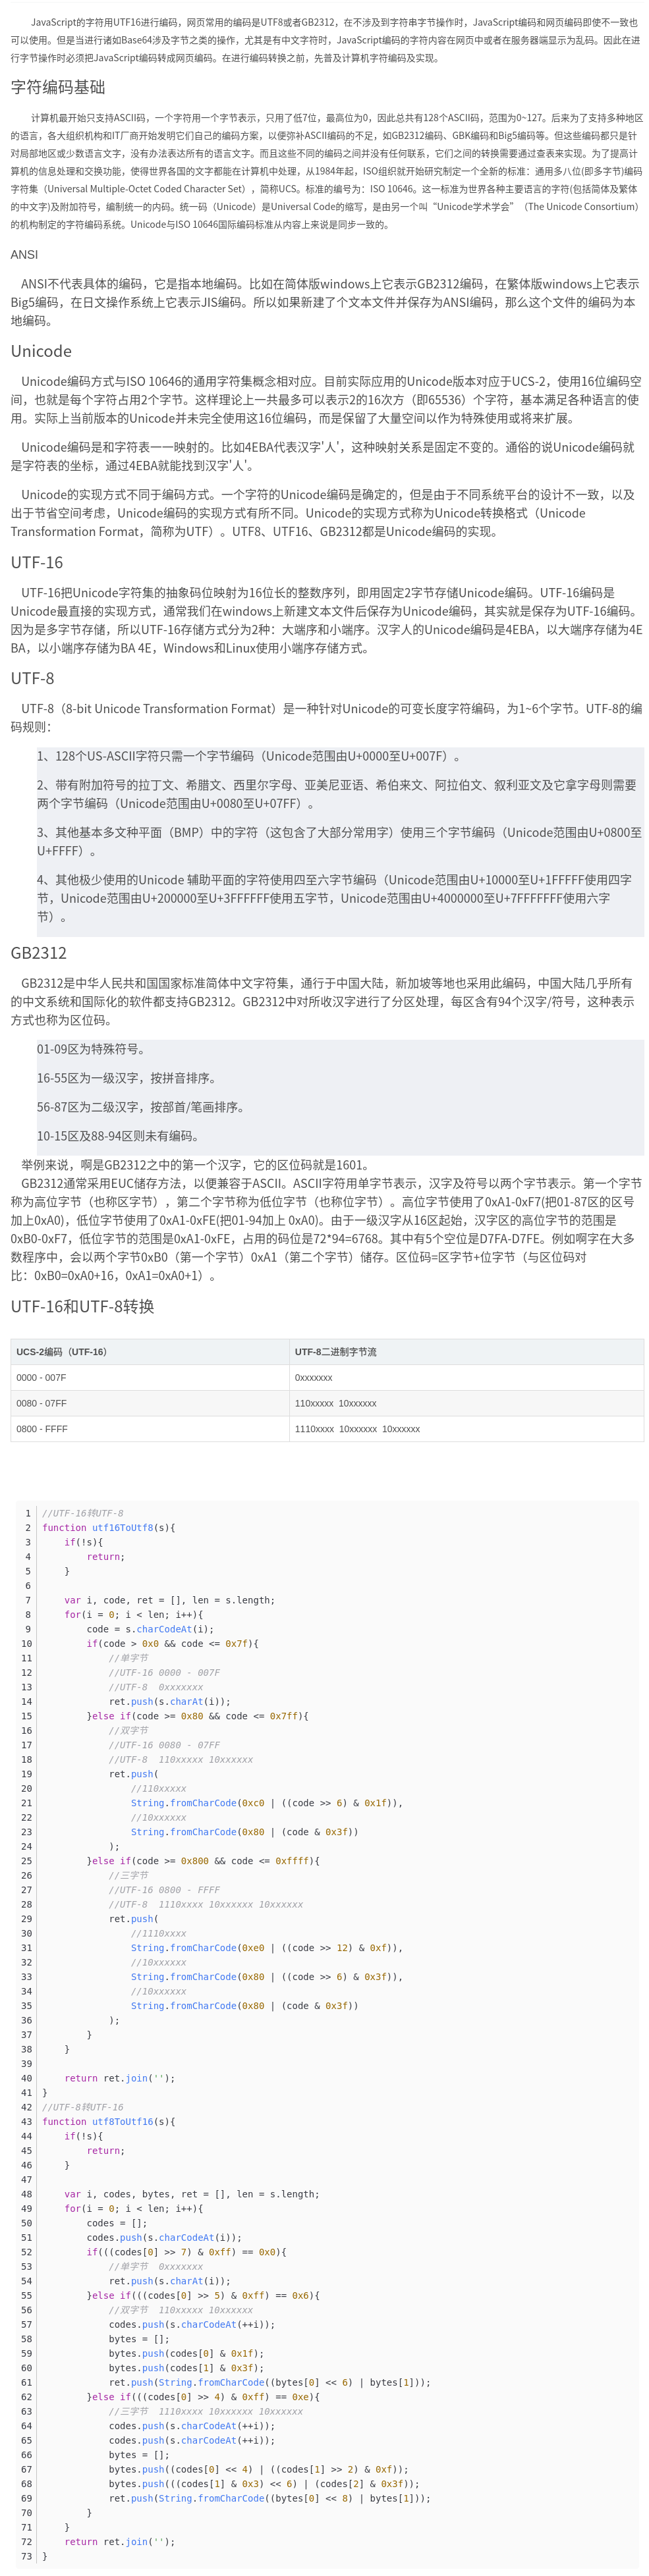 JavaScript的字符用UTF16进行编码，网页常用的编码是UTF8或者GB2312，在不涉及到字符串字节操作时，JavaScript编码和网页编码即使不一致也
可以使用。但是当进行诸如Base64涉及字节之类的操作，尤其是有中文字符时，JavaScript编码的字符内容在网页中或者在服务器端显示为乱码。因此在进
行字节操作时必须把JavaScript编码转成网页编码。在进行编码转换之前，先普及计算机字符编码及实现。
字符编码基础
计算机最开始只支持ASCII码，一个字符用一个字节表示，只用了低7位，最高位为0，因此总共有128个ASCII码，范围为0~127。后来为了支持多种地区
的语言，各大组织机构和IT厂商开始发明它们自己的编码方案，以便弥补ASCII编码的不足，如GB2312编码、GBK编码和Big5编码等。但这些编码都只是针
对局部地区或少数语言文字，没有办法表达所有的语言文字。而且这些不同的编码之间并没有任何联系，它们之间的转换需要通过查表来实现。为了提高计
算机的信息处理和交换功能，使得世界各国的文字都能在计算机中处理，从1984年起，ISO组织就开始研究制定一个全新的标准：通用多八位(即多字节)编码
字符集（Universal Multiple-Octet Coded Character Set），简称UCS。标准的编号为：ISO 10646。这一标准为世界各种主要语言的字符(包括简体及繁体
的中文字)及附加符号，编制统一的内码。统一码（Unicode）是Universal Code的缩写，是由另一个叫“Unicode学术学会”（The Unicode Consortium）
的机构制定的字符编码系统。Unicode与ISO 10646国际编码标准从内容上来说是同步一致的。
ANSI
ANSI不代表具体的编码，它是指本地编码。比如在简体版windows上它表示GB2312编码，在繁体版windows上它表示
Big5编码，在日文操作系统上它表示JIS编码。所以如果新建了个文本文件并保存为ANSI编码，那么这个文件的编码为本
地编码。
Unicode
Unicode编码方式与ISO 10646的通用字符集概念相对应。目前实际应用的Unicode版本对应于UCS-2，使用16位编码空
间，也就是每个字符占用2个字节。这样理论上一共最多可以表示2的16次方（即65536）个字符，基本满足各种语言的使
用。实际上当前版本的Unicode并未完全使用这16位编码，而是保留了大量空间以作为特殊使用或将来扩展。
Unicode编码是和字符表一一映射的。比如4EBA代表汉字'人'，这种映射关系是固定不变的。通俗的说Unicode编码就
是字符表的坐标，通过4EBA就能找到汉字'人'。
Unicode的实现方式不同于编码方式。一个字符的Unicode编码是确定的，但是由于不同系统平台的设计不一致，以及
出于节省空间考虑，Unicode编码的实现方式有所不同。Unicode的实现方式称为Unicode转换格式（Unicode
Transformation Format，简称为UTF）。UTF8、UTF16、GB2312都是Unicode编码的实现。
UTF-16
UTF-16把Unicode字符集的抽象码位映射为16位长的整数序列，即用固定2字节存储Unicode编码。UTF-16编码是
Unicode最直接的实现方式，通常我们在windows上新建文本文件后保存为Unicode编码，其实就是保存为UTF-16编码。
因为是多字节存储，所以UTF-16存储方式分为2种：大端序和小端序。汉字人的Unicode编码是4EBA，以大端序存储为4E
BA，以小端序存储为BA 4E，Windows和Linux使用小端序存储方式。
UTF-8
UTF-8（8-bit Unicode Transformation Format）是一种针对Unicode的可变长度字符编码，为1~6个字节。UTF-8的编
码规则：
1、128个US-ASCII字符只需一个字节编码（Unicode范围由U+0000至U+007F）。
2、带有附加符号的拉丁文、希腊文、西里尔字母、亚美尼亚语、希伯来文、阿拉伯文、叙利亚文及它拿字母则需要
两个字节编码（Unicode范围由U+0080至U+07FF）。
3、其他基本多文种平面（BMP）中的字符（这包含了大部分常用字）使用三个字节编码（Unicode范围由U+0800至
U+FFFF）。
4、其他极少使用的Unicode 辅助平面的字符使用四至六字节编码（Unicode范围由U+10000至U+1FFFFF使用四字
节，Unicode范围由U+200000至U+3FFFFFF使用五字节，Unicode范围由U+4000000至U+7FFFFFFF使用六字
节）。
GB2312
GB2312是中华人民共和国国家标准简体中文字符集，通行于中国大陆，新加坡等地也采用此编码，中国大陆几乎所有
的中文系统和国际化的软件都支持GB2312。GB2312中对所收汉字进行了分区处理，每区含有94个汉字/符号，这种表示
方式也称为区位码。
01-09区为特殊符号。
16-55区为一级汉字，按拼音排序。
56-87区为二级汉字，按部首/笔画排序。
10-15区及88-94区则未有编码。
举例来说，啊是GB2312之中的第一个汉字，它的区位码就是1601。
GB2312通常采用EUC储存方法，以便兼容于ASCII。ASCII字符用单字节表示，汉字及符号以两个字节表示。第一个字节
称为高位字节（也称区字节），第二个字节称为低位字节（也称位字节）。高位字节使用了0xA1-0xF7(把01-87区的区号
加上0xA0)，低位字节使用了0xA1-0xFE(把01-94加上 0xA0)。由于一级汉字从16区起始，汉字区的高位字节的范围是
0xB0-0xF7，低位字节的范围是0xA1-0xFE，占用的码位是72*94=6768。其中有5个空位是D7FA-D7FE。例如啊字在大多
数程序中，会以两个字节0xB0（第一个字节）0xA1（第二个字节）储存。区位码=区字节+位字节（与区位码对
比：0xB0=0xA0+16，0xA1=0xA0+1）。
UTF-16和UTF-8转换
UCS-2编码（UTF-16） UTF-8二进制字节流
0000 - 007F 0xxxxxxx
0080 - 07FF 110xxxxx  10xxxxxx
0800 - FFFF 1110xxxx  10xxxxxx  10xxxxxx
1 //UTF-16转UTF-8
2 function utf16ToUtf8(s){
3     if(!s){
4         return;
5     }
6
7     var i, code, ret = [], len = s.length;
8     for(i = 0; i < len; i++){
9         code = s.charCodeAt(i);
10         if(code > 0x0 && code <= 0x7f){
11             //单字节
12             //UTF-16 0000 - 007F
13             //UTF-8  0xxxxxxx
14             ret.push(s.charAt(i));
15         }else if(code >= 0x80 && code <= 0x7ff){
16             //双字节
17             //UTF-16 0080 - 07FF
18             //UTF-8  110xxxxx 10xxxxxx
19             ret.push(
20                 //110xxxxx
21                 String.fromCharCode(0xc0 | ((code >> 6) & 0x1f)),
22                 //10xxxxxx
23                 String.fromCharCode(0x80 | (code & 0x3f))
24             );
25         }else if(code >= 0x800 && code <= 0xffff){
26             //三字节
27             //UTF-16 0800 - FFFF
28             //UTF-8  1110xxxx 10xxxxxx 10xxxxxx
29             ret.push(
30                 //1110xxxx
31                 String.fromCharCode(0xe0 | ((code >> 12) & 0xf)),
32                 //10xxxxxx
33                 String.fromCharCode(0x80 | ((code >> 6) & 0x3f)),
34                 //10xxxxxx
35                 String.fromCharCode(0x80 | (code & 0x3f))
36             );
37         }
38     }
39
40     return ret.join('');
41 }
42 //UTF-8转UTF-16
43 function utf8ToUtf16(s){
44     if(!s){
45         return;
46     }
47
48     var i, codes, bytes, ret = [], len = s.length;
49     for(i = 0; i < len; i++){
50         codes = [];
51         codes.push(s.charCodeAt(i));
52         if(((codes[0] >> 7) & 0xff) == 0x0){
53             //单字节  0xxxxxxx
54             ret.push(s.charAt(i));
55         }else if(((codes[0] >> 5) & 0xff) == 0x6){
56             //双字节  110xxxxx 10xxxxxx
57             codes.push(s.charCodeAt(++i));
58             bytes = [];
59             bytes.push(codes[0] & 0x1f);
60             bytes.push(codes[1] & 0x3f);
61             ret.push(String.fromCharCode((bytes[0] << 6) | bytes[1]));
62         }else if(((codes[0] >> 4) & 0xff) == 0xe){
63             //三字节  1110xxxx 10xxxxxx 10xxxxxx
64             codes.push(s.charCodeAt(++i));
65             codes.push(s.charCodeAt(++i));
66             bytes = [];
67             bytes.push((codes[0] << 4) | ((codes[1] >> 2) & 0xf));
68             bytes.push(((codes[1] & 0x3) << 6) | (codes[2] & 0x3f));
69             ret.push(String.fromCharCode((bytes[0] << 8) | bytes[1]));
70         }
71     }
72     return ret.join('');
73 }